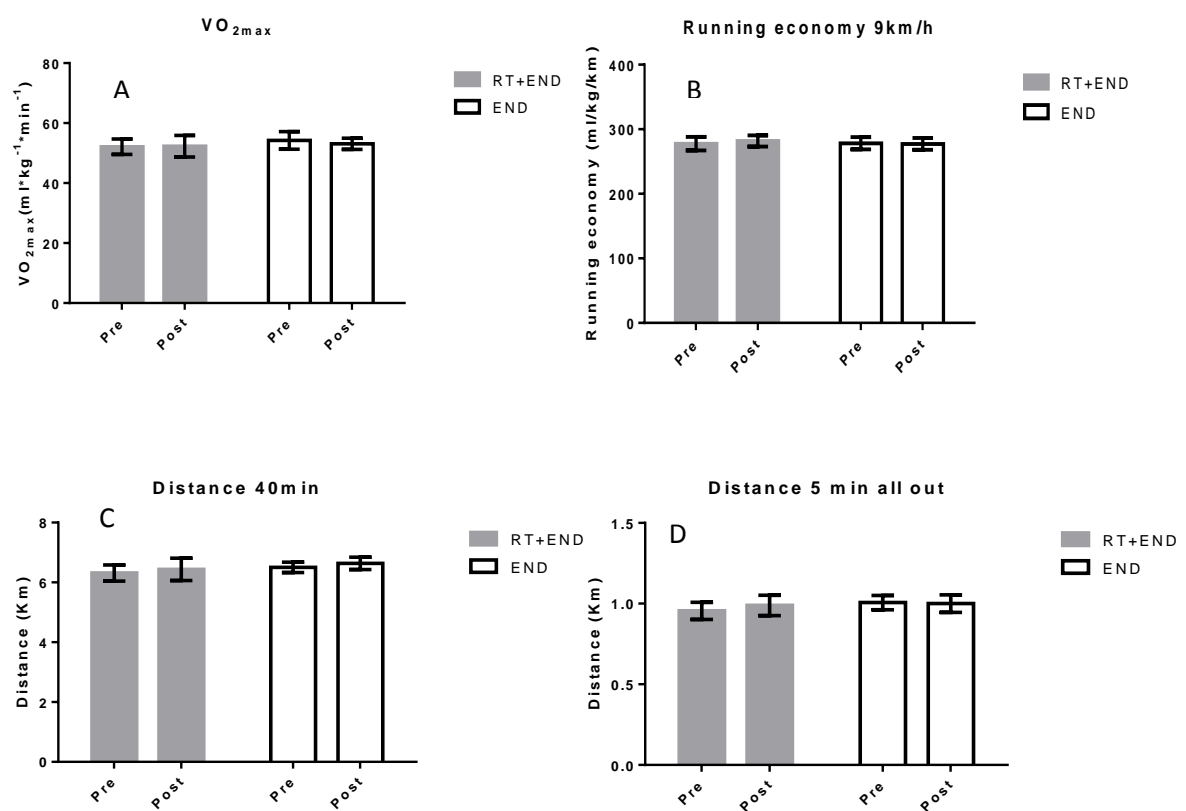 VO2max
A
RT+END
END
VO2max(ml*kg-1*min-1)
80
60
40
20
0
Pre
Post
Pre
Post
Running economy 9km/h
B
RT+END
END
Running economy (ml/kg/km)
400
300
200
100
0
Pre
Post
Pre
Post
Distance 40min
C
RT+END
END
Distance (Km)
8
6
4
2
0
Pre
Post
Pre
Post
Distance 5 min all out
D
RT+END
END
Distance (Km)
1.5
1.0
0.5
0.0
Pre
Post
Pre
Post